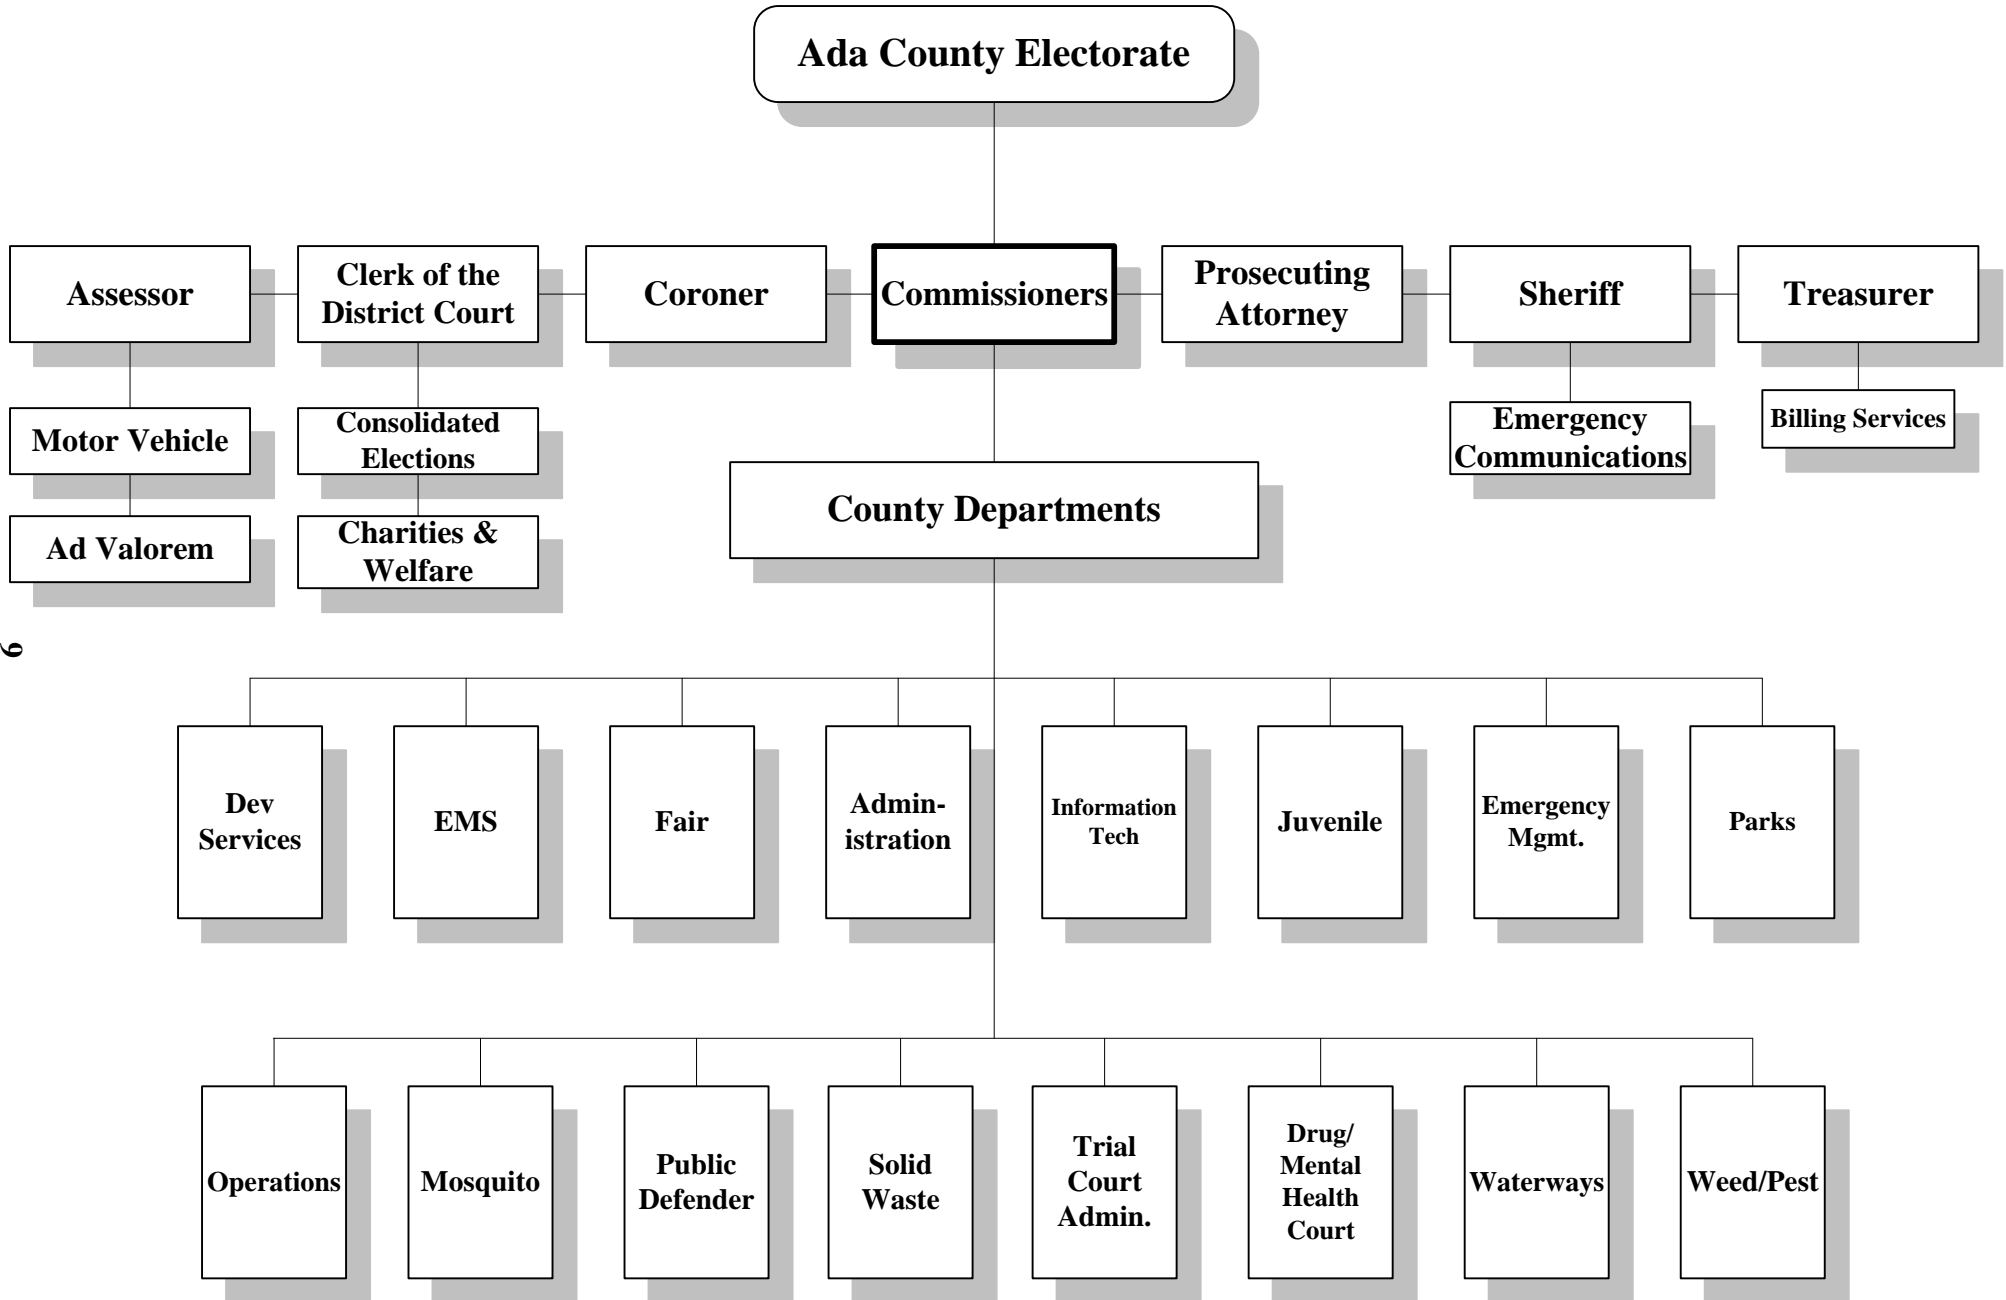 Ada County Electorate
Assessor
Clerk of the
District Court
Coroner
Commissioners
Prosecuting
Attorney
Sheriff
Treasurer
Motor Vehicle
Consolidated
Elections
Emergency
Communications
Billing Services
County Departments
Ad Valorem
Charities &
Welfare
9
Dev
Services
EMS
Fair
Admin-
istration
Information
Tech
Juvenile
Emergency
Mgmt.
Parks
Operations
Mosquito
Public
Defender
Solid
Waste
Trial
Court
Admin.
Drug/
Mental
Health
Court
Waterways
Weed/Pest